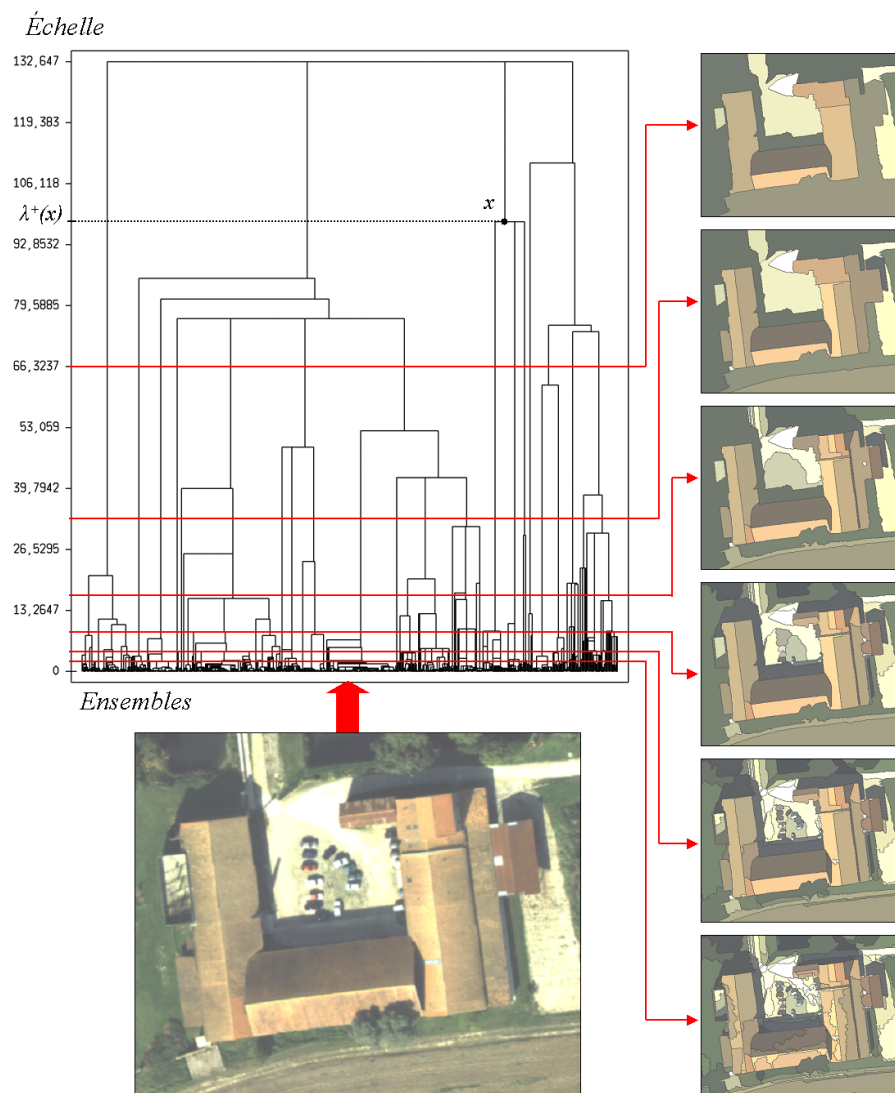 Échelle
132,647
119,383
106,118
λ⁺(x)
x
92,8532
79,5885
66,3237
53,059
39,7942
26,5295
13,2647
0
Ensembles